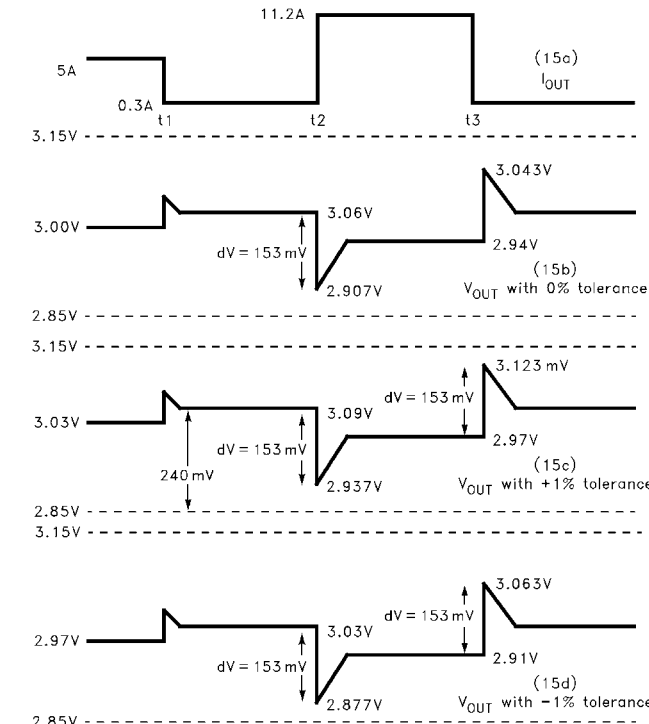 11.2A
5A
(15a)
IOUT
0.3A
t1
t2
t3
3.15V
3.043V
3.00V
3.06V
dV = 153 mV
2.94V
(15b)
2.907V
VOUT with 0% tolerance
2.85V
3.15V
3.123 mV
dV = 153 mV
3.03V
3.09V
dV = 153 mV
2.97V
240 mV
(15c)
2.937V
VOUT with +1% tolerance
2.85V
3.15V
3.063V
dV = 153 mV
2.97V
3.03V
dV = 153 mV
2.91V
(15d)
2.877V
VOUT with −1% tolerance
2.85V